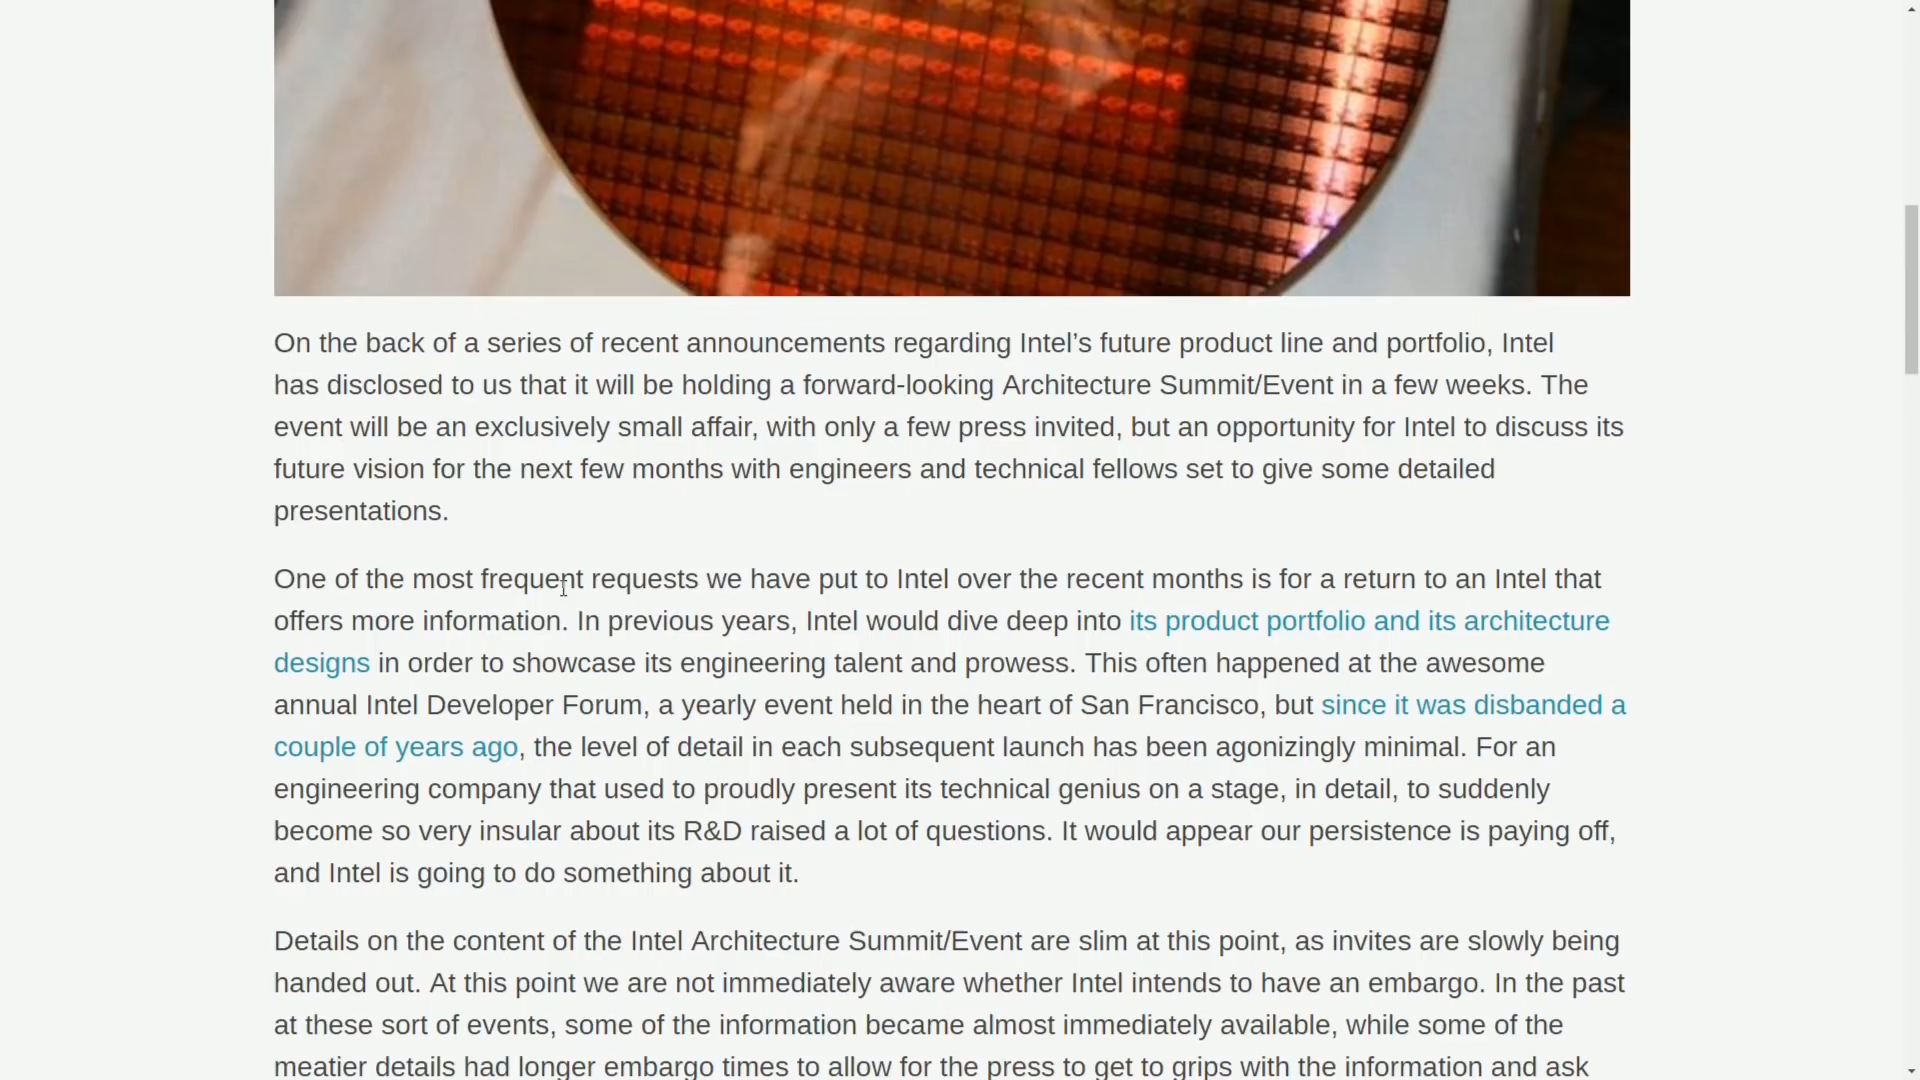 On the back of a series of recent announcements regarding Intel’s future product line and portfolio, Intel
has disclosed to us that it will be holding a forward-looking Architecture Summit/Event in a few weeks. The
event will be an exclusively small affair, with only a few press invited, but an opportunity for Intel to discuss its
future vision for the next few months with engineers and technical fellows set to give some detailed
presentations.
One of the most frequent requests we have put to Intel over the recent months is for a return to an Intel that
offers more information. In previous years, Intel would dive deep into its product portfolio and its architecture
designs in order to showcase its engineering talent and prowess. This often happened at the awesome
annual Intel Developer Forum, a yearly event held in the heart of San Francisco, but since it was disbanded a
couple of years ago, the level of detail in each subsequent launch has been agonizingly minimal. For an
engineering company that used to proudly present its technical genius on a stage, in detail, to suddenly
become so very insular about its R&D raised a lot of questions. It would appear our persistence is paying off,
and Intel is going to do something about it.
Details on the content of the Intel Architecture Summit/Event are slim at this point, as invites are slowly being
handed out. At this point we are not immediately aware whether Intel intends to have an embargo. In the past
at these sort of events, some of the information became almost immediately available, while some of the
meatier details had longer embargo times to allow for the press to get to grips with the information and ask